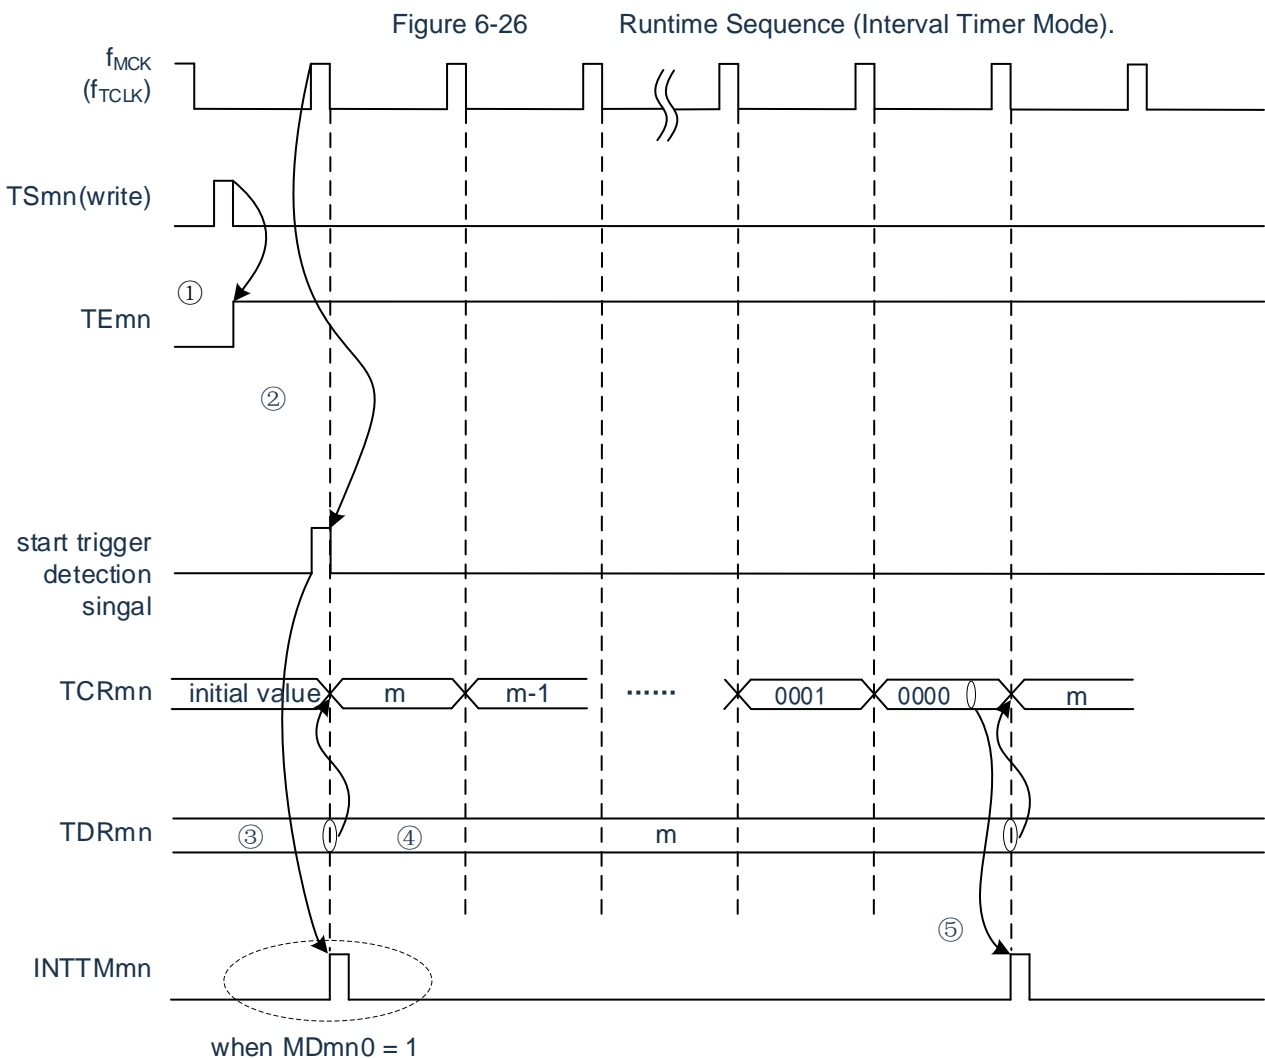 Figure 6-26 Runtime Sequence (Interval Timer Mode).
fMCK
(fTCLK)
TSmn(write)
①
TEmn
②
start trigger
detection
singal
TCRmn initial value m m-1 ...... 0001 0000 m
TDRmn ③ ④ m
⑤
INTTMmn
when MDmn0 = 1